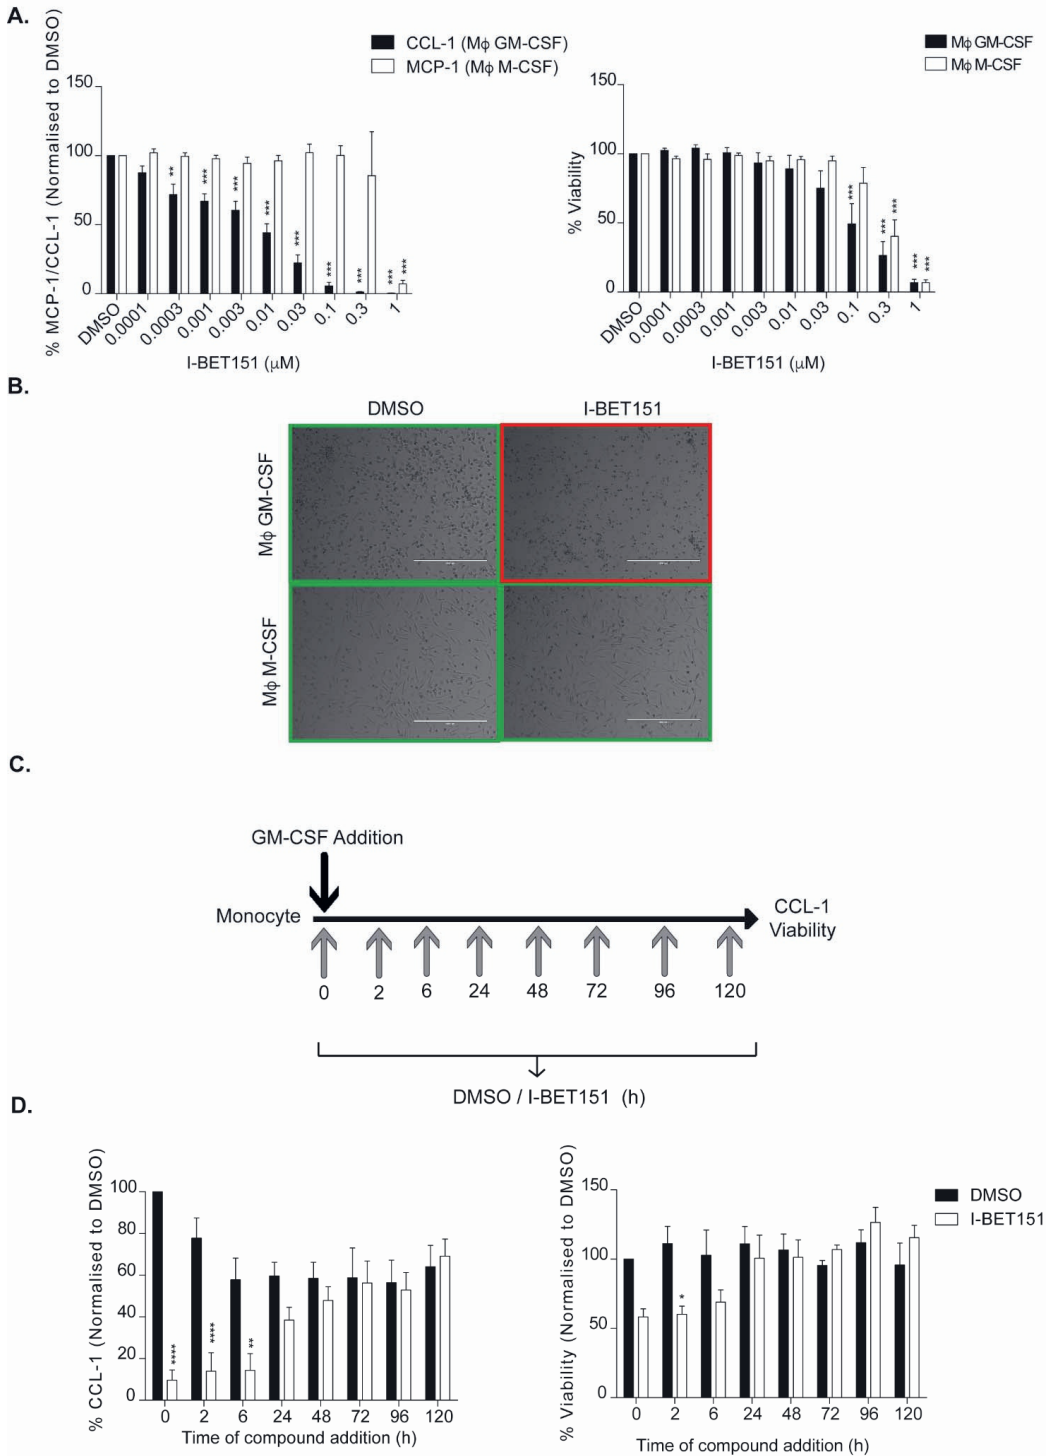 A.
CCL-1 (Mϕ GM-CSF)
MCP-1 (Mϕ M-CSF)
% MCP-1/CCL-1 (Normalised to DMSO)
150
100
50
0
** *** *** *** *** *** *** *** ***
DMSO 0.0001 0.0003 0.001 0.003 0.01 0.03 0.1 0.3 1
I-BET151 (μM)
Mϕ GM-CSF
Mϕ M-CSF
% Viability
150
100
50
0
*** *** *** *** ***
DMSO 0.0001 0.0003 0.001 0.003 0.01 0.03 0.1 0.3 1
I-BET151 (μM)
B.
DMSO I-BET151
Mϕ GM-CSF
Mϕ M-CSF
C.
GM-CSF Addition
Monocyte
CCL-1
Viability
0 2 6 24 48 72 96 120
DMSO / I-BET151 (h)
D.
% CCL-1 (Normalised to DMSO)
100
80
60
40
20
0
**** **** **
0 2 6 24 48 72 96 120
Time of compound addition (h)
% Viability (Normalised to DMSO)
150
100
50
0
*
0 2 6 24 48 72 96 120
Time of compound addition (h)
DMSO
I-BET151